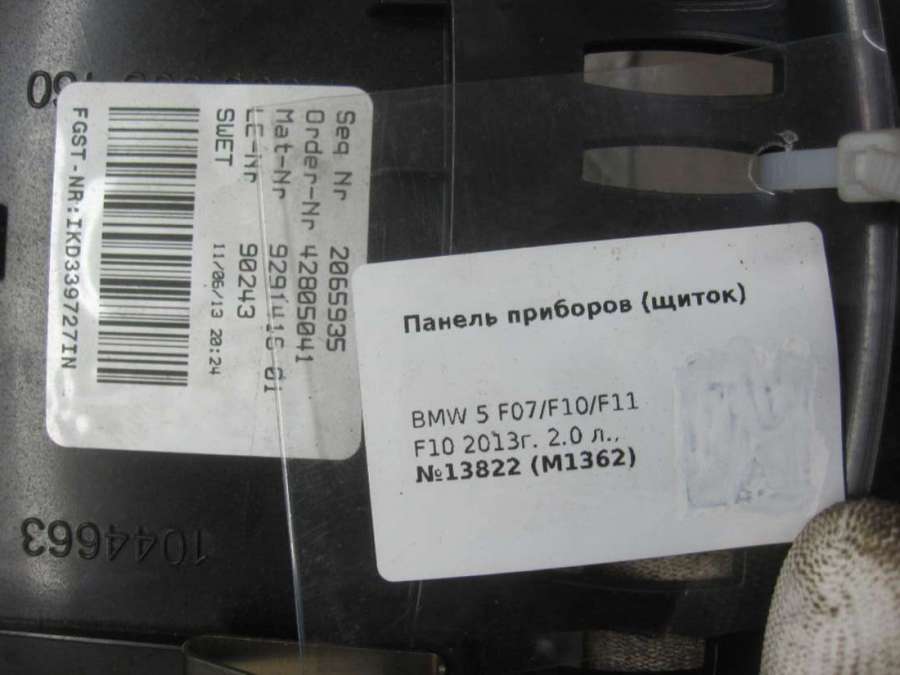 Seq Nr 2065935
Order-Nr 42805041
Mat-Nr
LE-Nr 90243
SWET 11/06/13 20:24
FGST-NR:IKD339727IN
Панель приборов (щиток)
BMW 5 F07/F10/F11
F10 2013г. 2.0 л.,
№13822 (М1362)
1044663